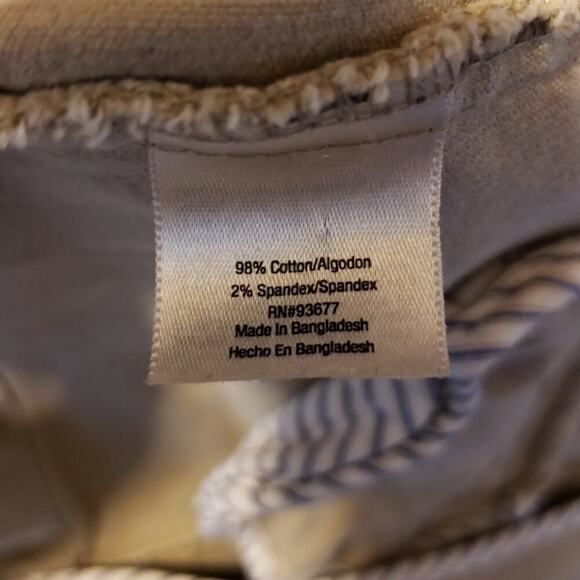 98% Cotton/Algodon
2% Spandex/Spandex
RN#93677
Made In Bangladesh
Hecho En Bangladesh